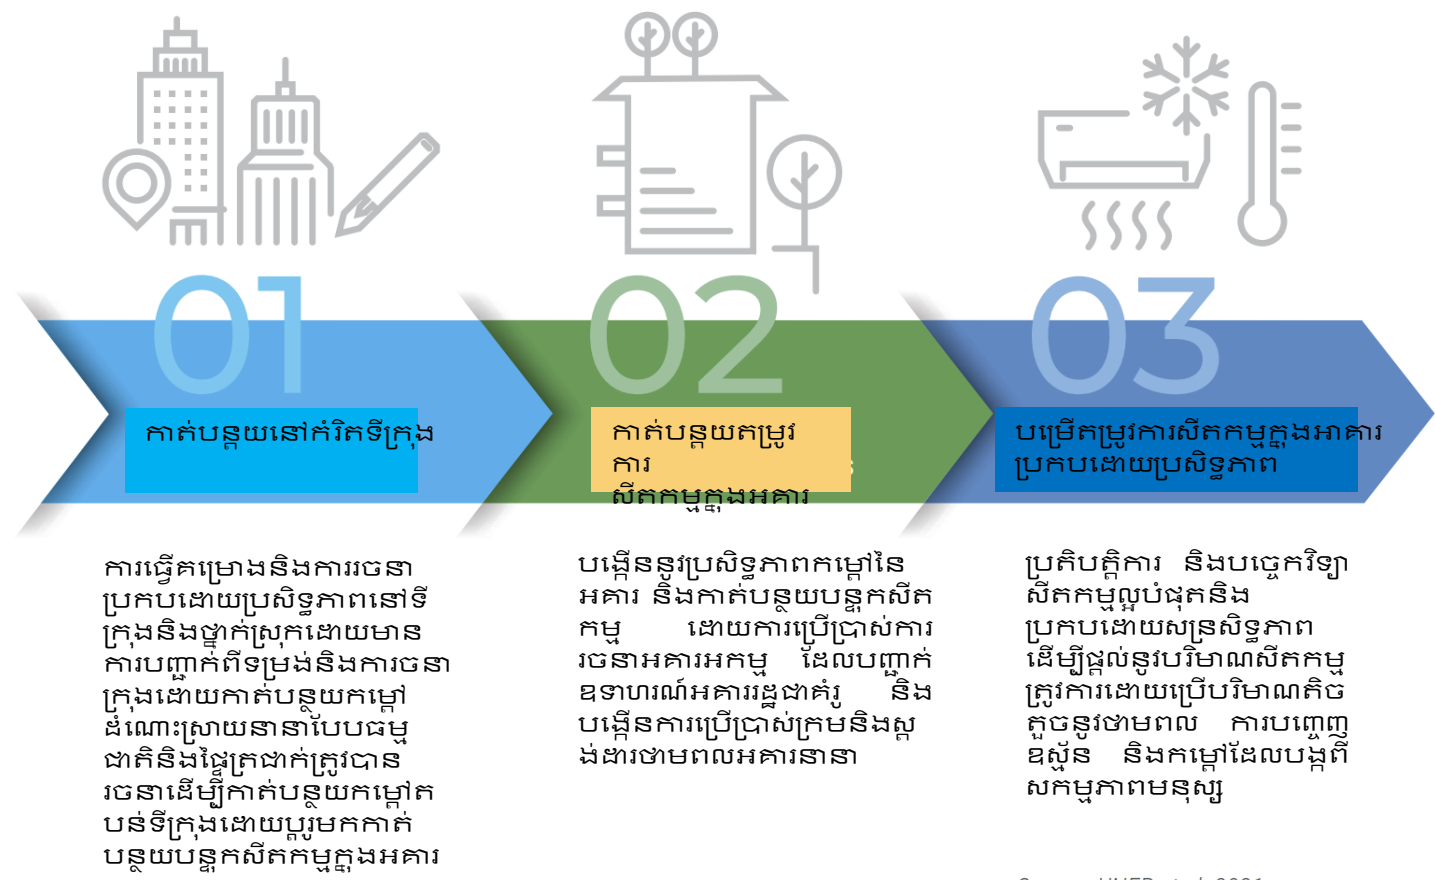 01
កាត់បន្តយនៅកំរិតទីក្រុង
ការធ្វើគម្រោងនិងការរចនា
ប្រកបដោយប្រសិទ្ធភាពនៅទី
ក្រុងនិងថ្នាក់ស្រុកដោយមាន
ការបញ្ជាក់ពីទម្រង់និងការចនា
ក្រុងដោយកាត់បន្ថយកម្ដៅ
ដំណោះស្រាយនានាបែបធម្ម
ជាតិនិងផ្ទៃត្រជាក់ត្រូវបាន
រចនាដើម្បីកាត់បន្ថយកម្ដៅត
បន់ទីក្រុងដោយប្តូរូមកកាត់
បន្ថយបន្ទុកសីតកម្មក្នុងអគារ
02
កាត់បន្តយតម្រូវ
ការ
សីតកម្មក្នុងអគារ
បង្កើននូវប្រសិទ្ធភាពកម្ដៅនៃ
អគារ និងកាត់បន្ថយបន្ទុកសីត
កម្ម ដោយការប្រើប្រាស់ការ
រចនាអគារអកម្ម ដែលបញ្ជាក់
ឧទាហរណ៍អគាររដ្ឋជាគំរូ និង
បង្កើនការប្រើប្រាស់ក្រមនិងស្ត
ង់ដារថាមពលអគារនានា
03
បម្រើតម្រូវការសីតកម្មក្នុងអាគារ
ប្រកបដោយប្រសិទ្ធភាព
ប្រតិបត្តិការ និងបច្ចេកវិទ្យា
សីតកម្មល្អបំផុតនិង
ប្រកបដោយសន្រសិទ្ធភាព
ដើម្បីផ្ដល់នូវបរិមាណសីតកម្ម
ត្រូវការដោយប្រើបរិមាណតិច
តួចនូវថាមពល ការបញ្ចេញ
ឧស្ម័ន និងកម្ដៅដែលបង្កពី
សកម្មភាពមនុស្ស